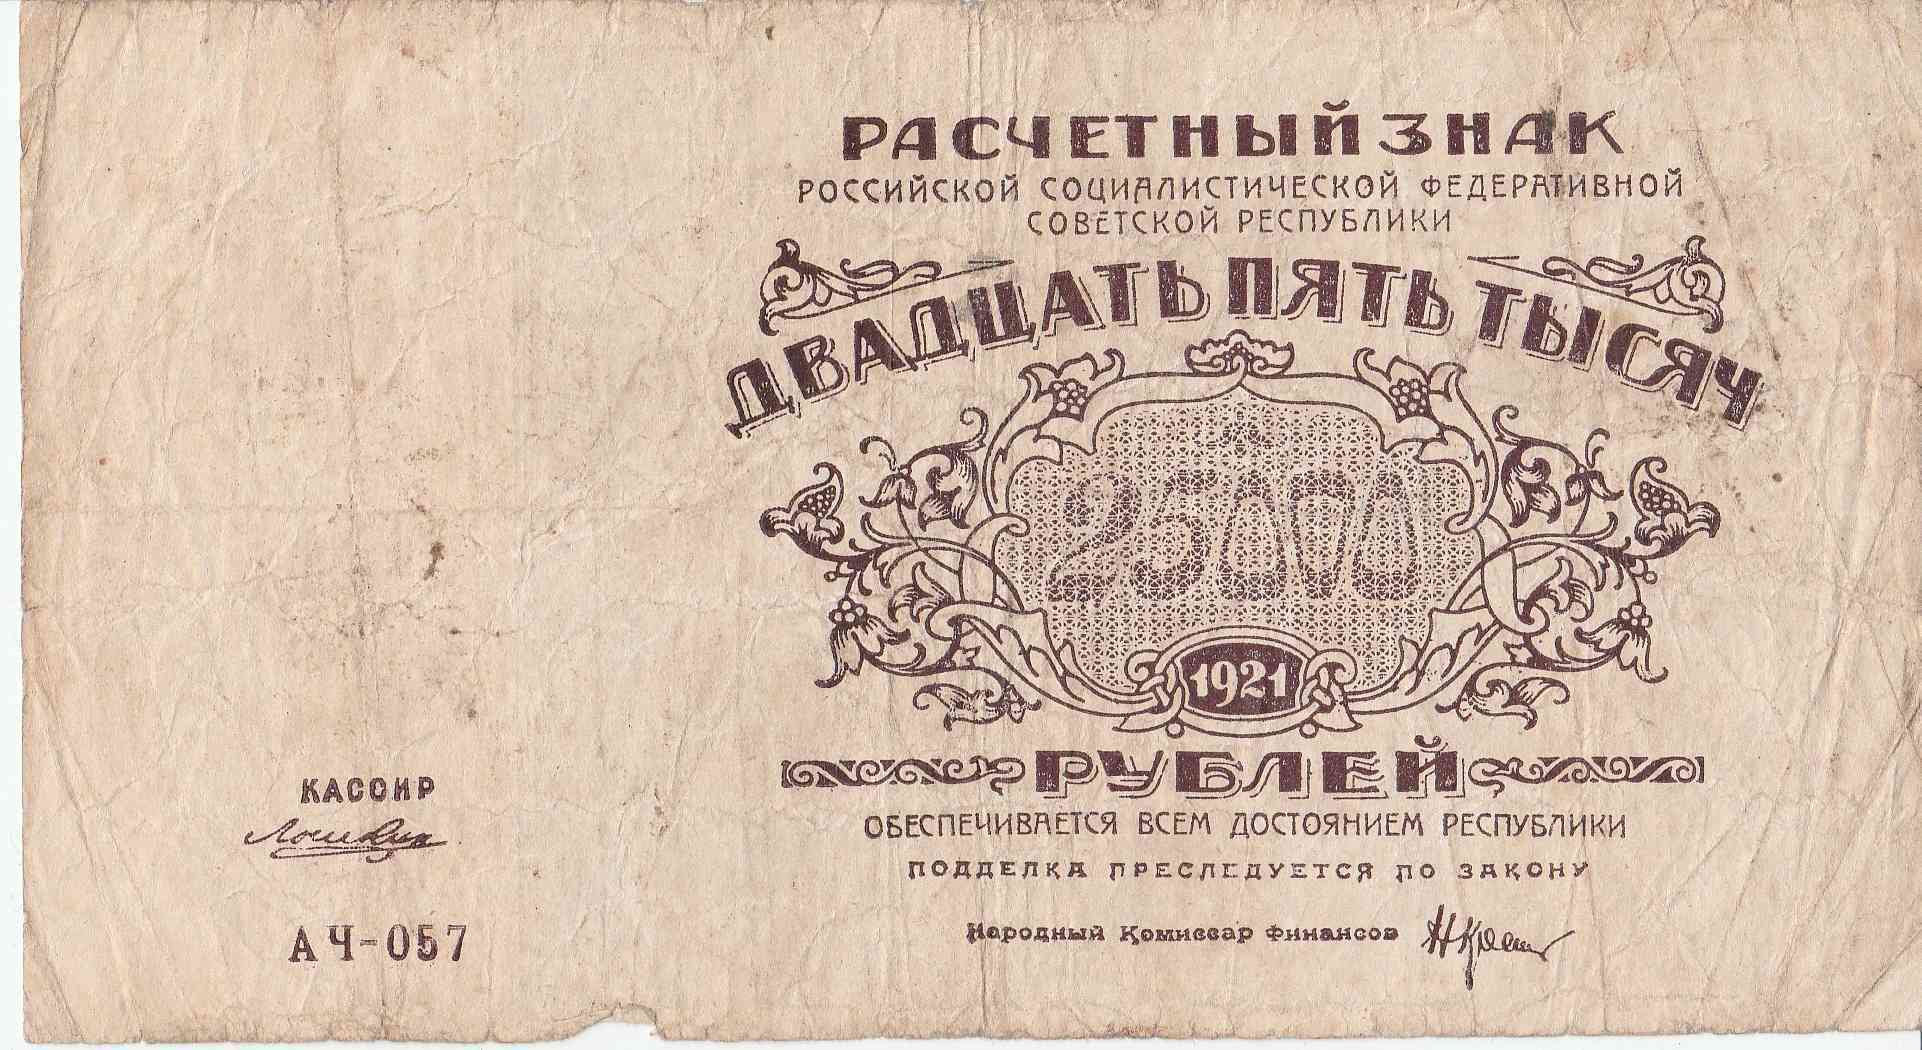 РАСЧЕТНЫЙ ЗНАК
РОССИЙСКОЙ СОЦИАЛИСТИЧЕСКОЙ ФЕДЕРАТИВНОЙ
СОВЕТСКОЙ РЕСПУБЛИКИ
ДВАДЦАТЬ ПЯТЬ ТЫСЯЧ
25000
1921
РУБЛЕЙ
ОБЕСПЕЧИВАЕТСЯ ВСЕМ ДОСТОЯНИЕМ РЕСПУБЛИКИ
ПОДДЕЛКА ПРЕСЛЕДУЕТСЯ ПО ЗАКОНУ
Народный Комиссар Финансов
КАССИР
АЧ-057